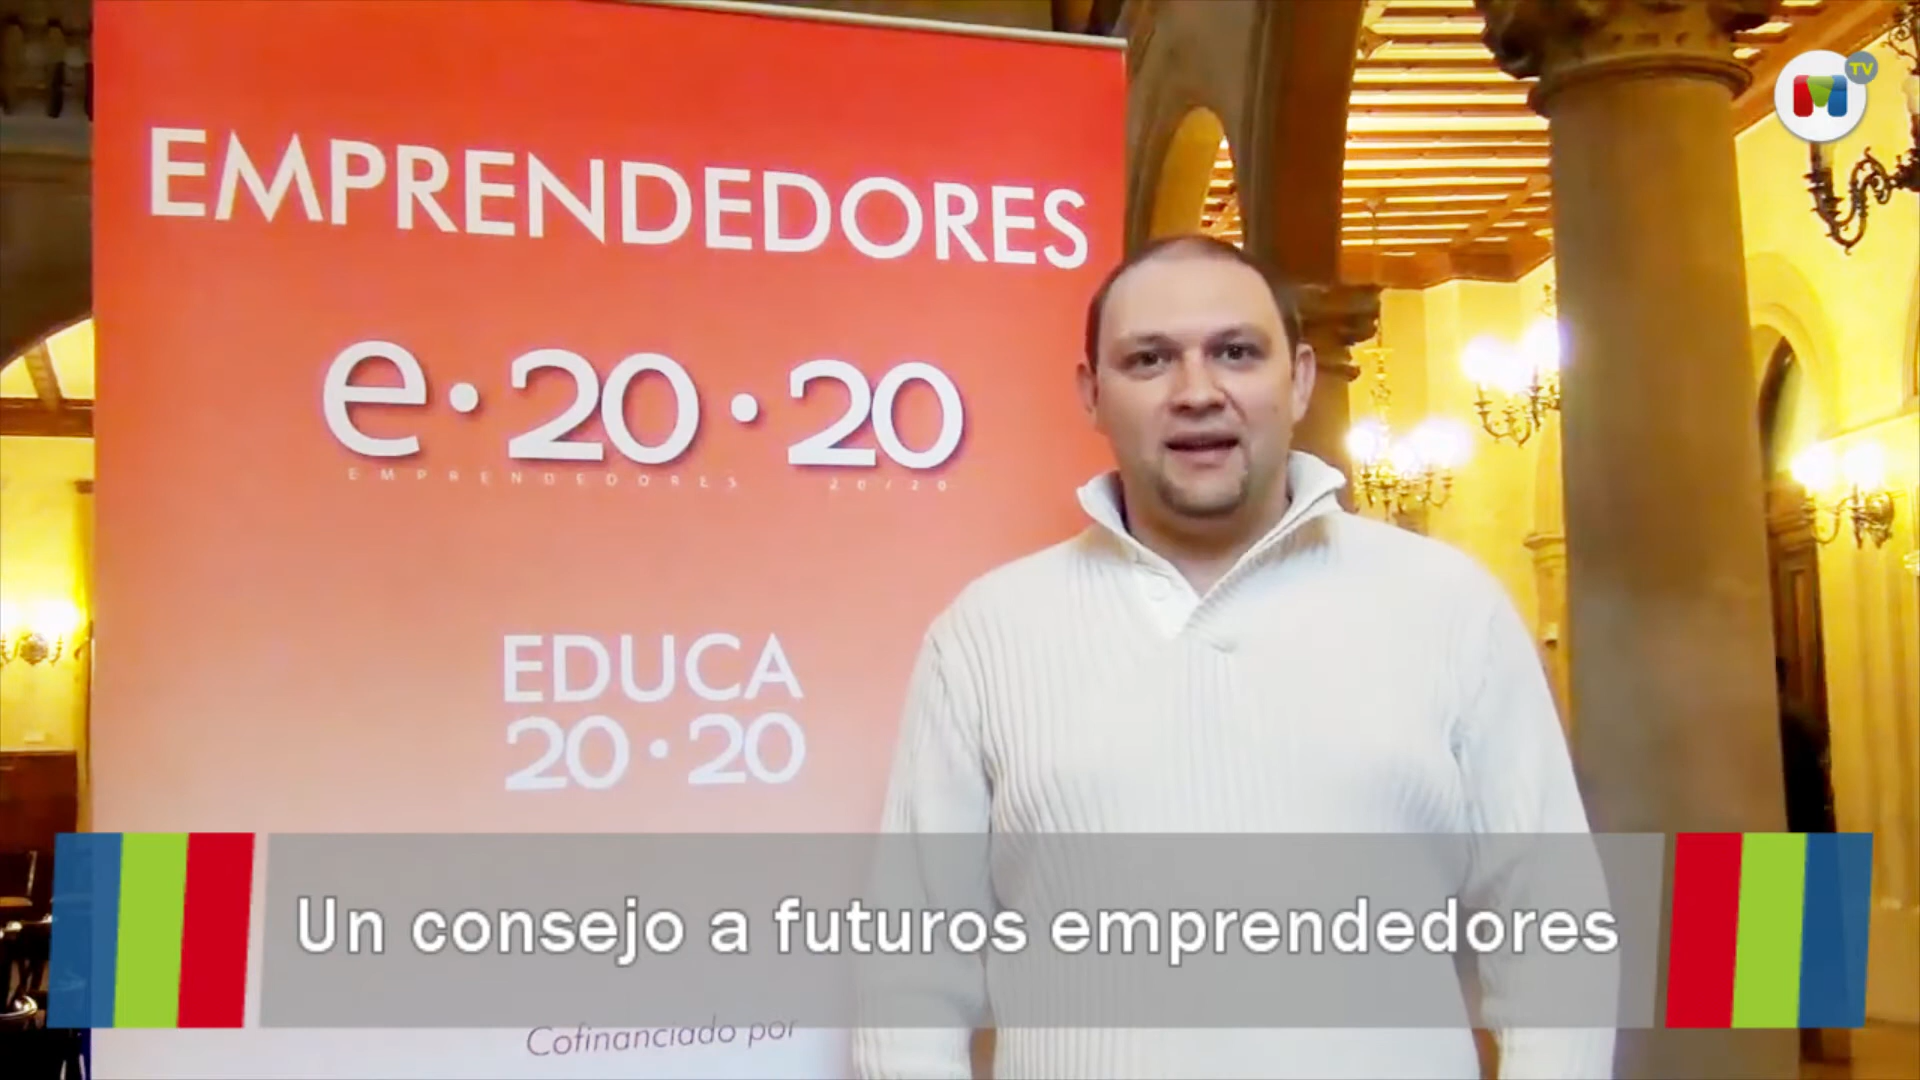 TV
EMPRENDEDORES
e·20·20
EMPRENDEDORES 20/20
EDUCA
20·20
Un consejo a futuros emprendedores
Cofinanciado por